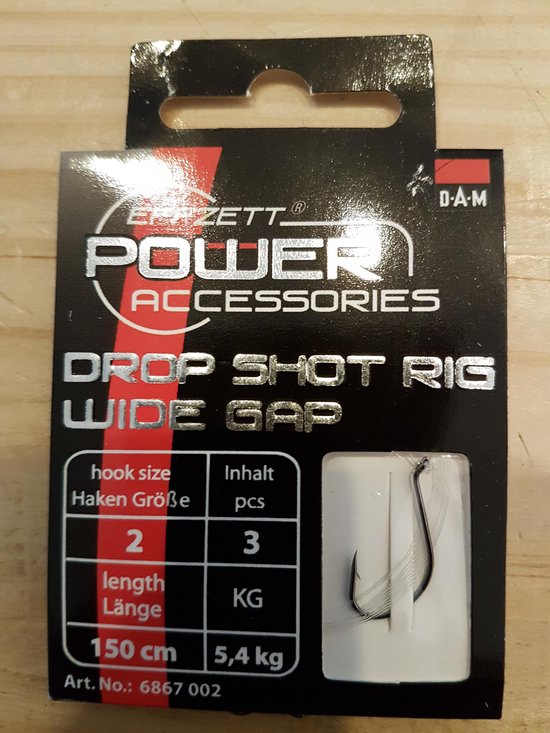 D·A·M
EFFZETT®
POWER
ACCESSORIES
DROP SHOT RIG
WIDE GAP
hook size
Haken Größe
Inhalt
pcs
2
3
length
Länge
KG
150 cm
5,4 kg
Art.No.: 6867 002